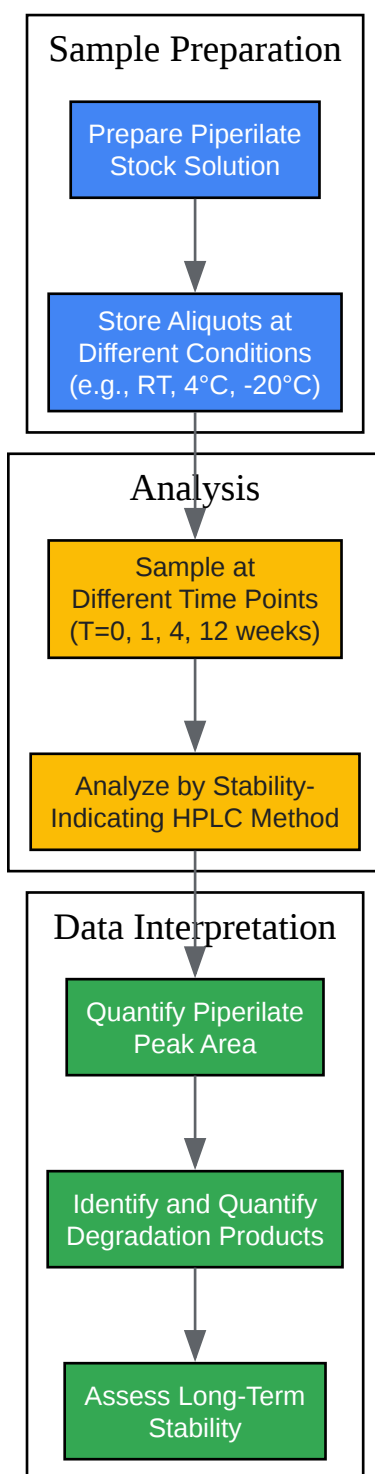 Sample Preparation
Prepare Piperilate
Stock Solution
Store Aliquots at
Different Conditions
(e.g., RT, 4°C, -20°C)
Analysis
Sample at
Different Time Points
(T=0, 1, 4, 12 weeks)
Analyze by Stability-
Indicating HPLC Method
Data Interpretation
Quantify Piperilate
Peak Area
Identify and Quantify
Degradation Products
Assess Long-Term
Stability